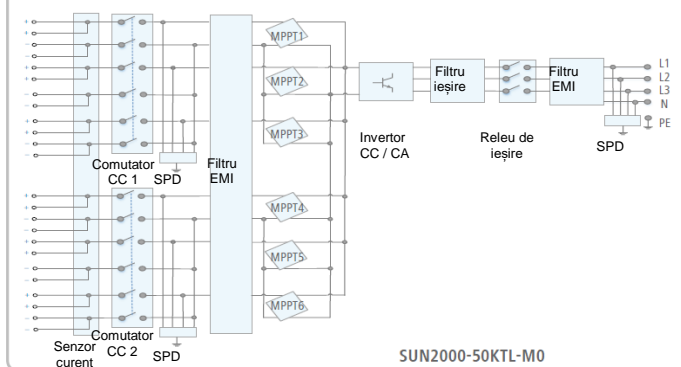 MPPT1
MPPT2
MPPT3
Comutator
CC 1
SPD
Filtru
EMI
Invertor
CC / CA
Filtru
ieșire
Releu de
ieșire
Filtru
EMI
L1
L2
L3
N
PE
SPD
MPPT4
MPPT5
MPPT6
Senzor
curent
Comutator
CC 2
SPD
SUN2000-50KTL-M0